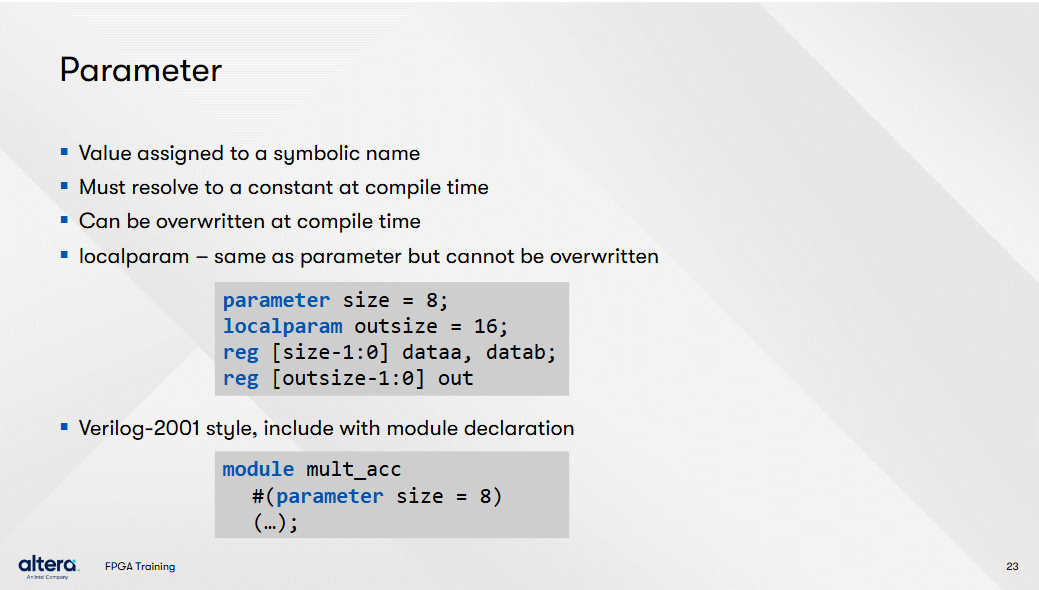 Parameter
▪ Value assigned to a symbolic name
▪ Must resolve to a constant at compile time
▪ Can be overwritten at compile time
▪ localparam – same as parameter but cannot be overwritten
parameter size = 8;
localparam outsize = 16;
reg [size-1:0] dataa, datab;
reg [outsize-1:0] out
▪ Verilog-2001 style, include with module declaration
module mult_acc
#(parameter size = 8)
(…);
altera.
An Intel Company
FPGA Training
23